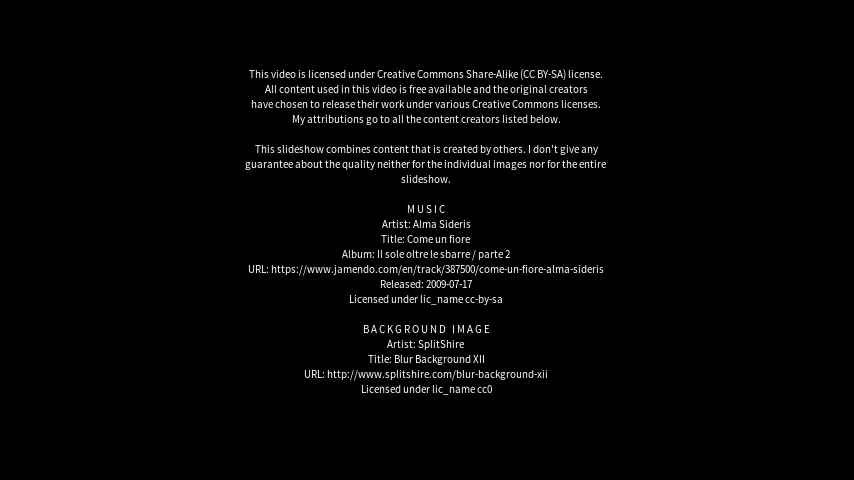 This video is licensed under Creative Commons Share-Alike (CC BY-SA) license.
All content used in this video is free available and the original creators
have chosen to release their work under various Creative Commons licenses.
My attributions go to all the content creators listed below.
This slideshow combines content that is created by others. I don't give any
guarantee about the quality neither for the individual images nor for the entire
slideshow.
MUSIC
Artist: Alma Sideris
Title: Come un fiore
Album: Il sole oltre le sbarre / parte 2
URL: https://www.jamendo.com/en/track/387500/come-un-fiore-alma-sideris
Released: 2009-07-17
Licensed under lic_name cc-by-sa
BACKGROUND IMAGE
Artist: SplitShire
Title: Blur Background XII
URL: http://www.splitshire.com/blur-background-xii
Licensed under lic_name cc0